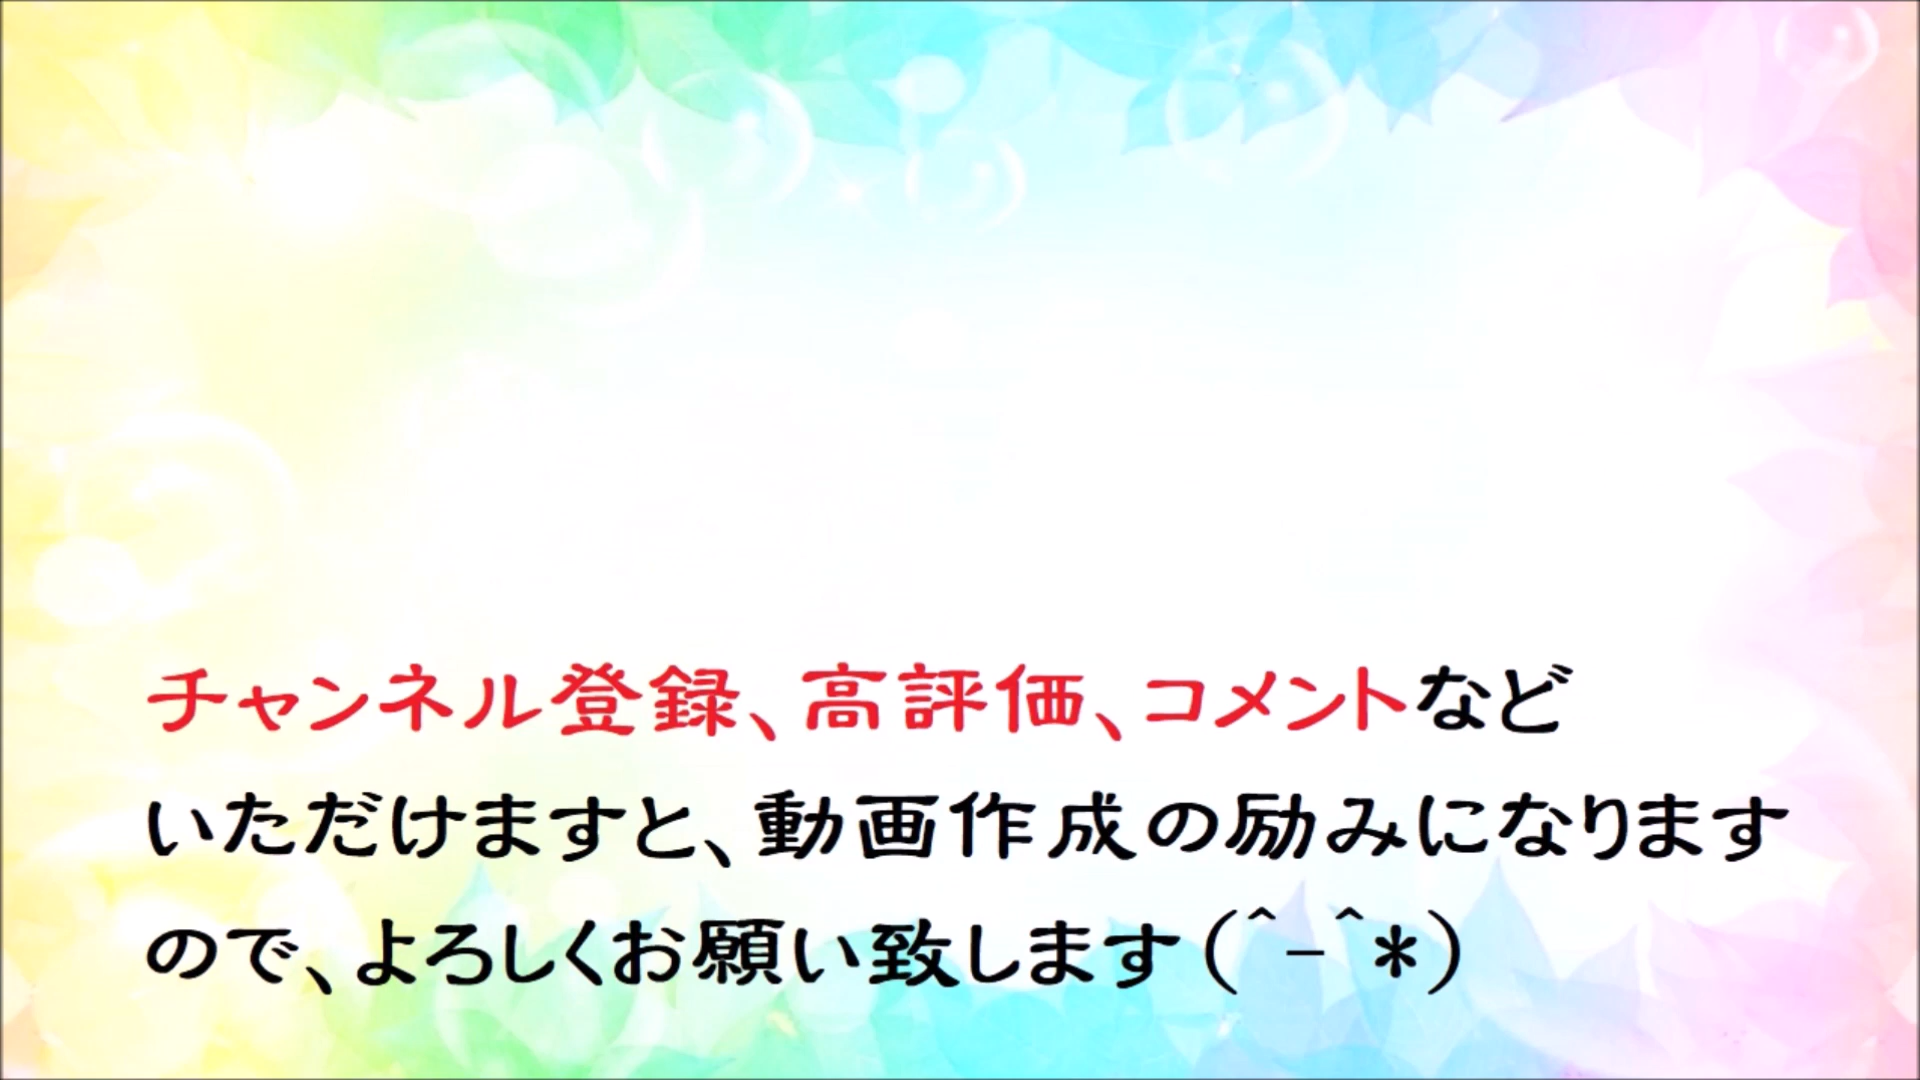 チャンネル登録、高評価、コメントなど
いただけますと、動画作成の励みになります
ので、よろしくお願い致します(^-^*)